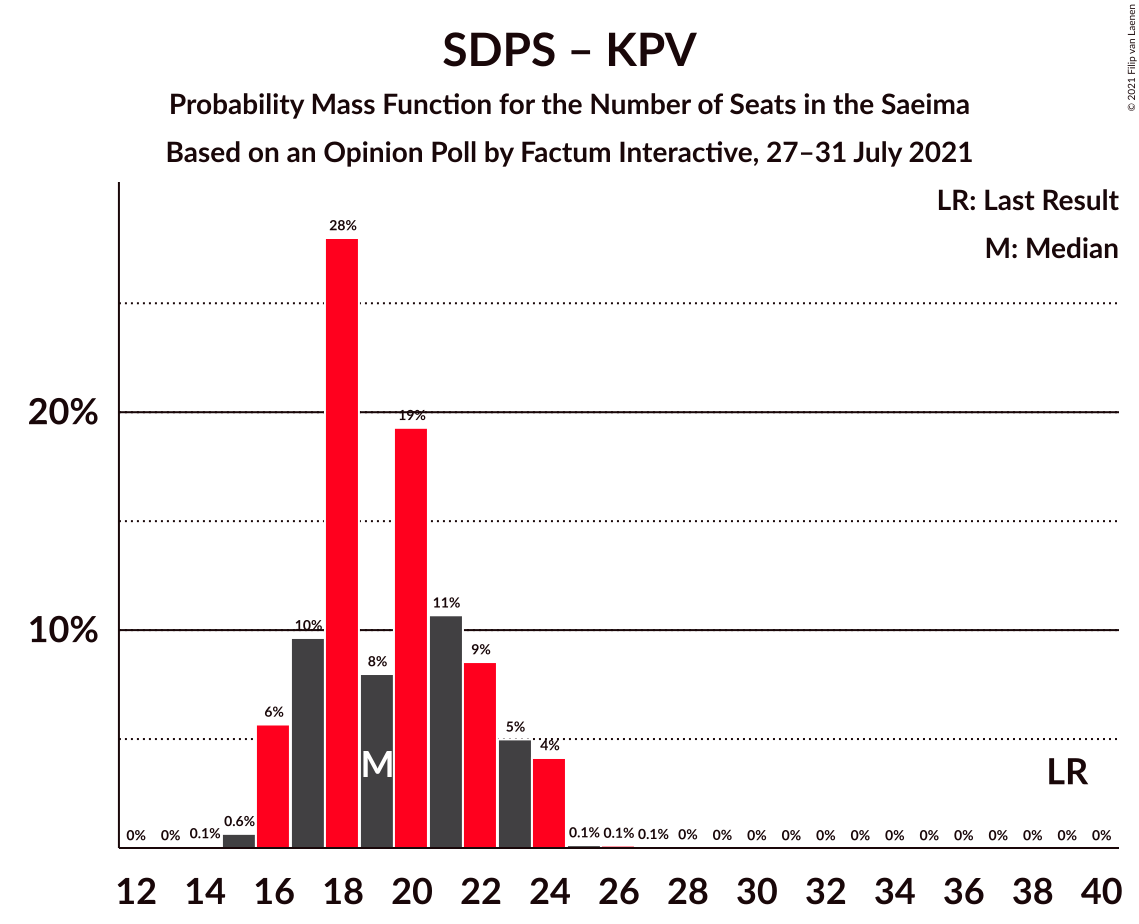 SDPS – KPV
Probability Mass Function for the Number of Seats in the Saeima
Based on an Opinion Poll by Factum Interactive, 27–31 July 2021
© 2021 Filip van Laenen
LR: Last Result
M: Median
28%
20%
19%
10%
11%
10%
8%
9%
6%
5%
4%
M
LR
0% 0% 0.1% 0.6% 0.1% 0.1% 0.1% 0% 0% 0% 0% 0% 0% 0% 0% 0% 0% 0% 0% 0%
12 14 16 18 20 22 24 26 28 30 32 34 36 38 40